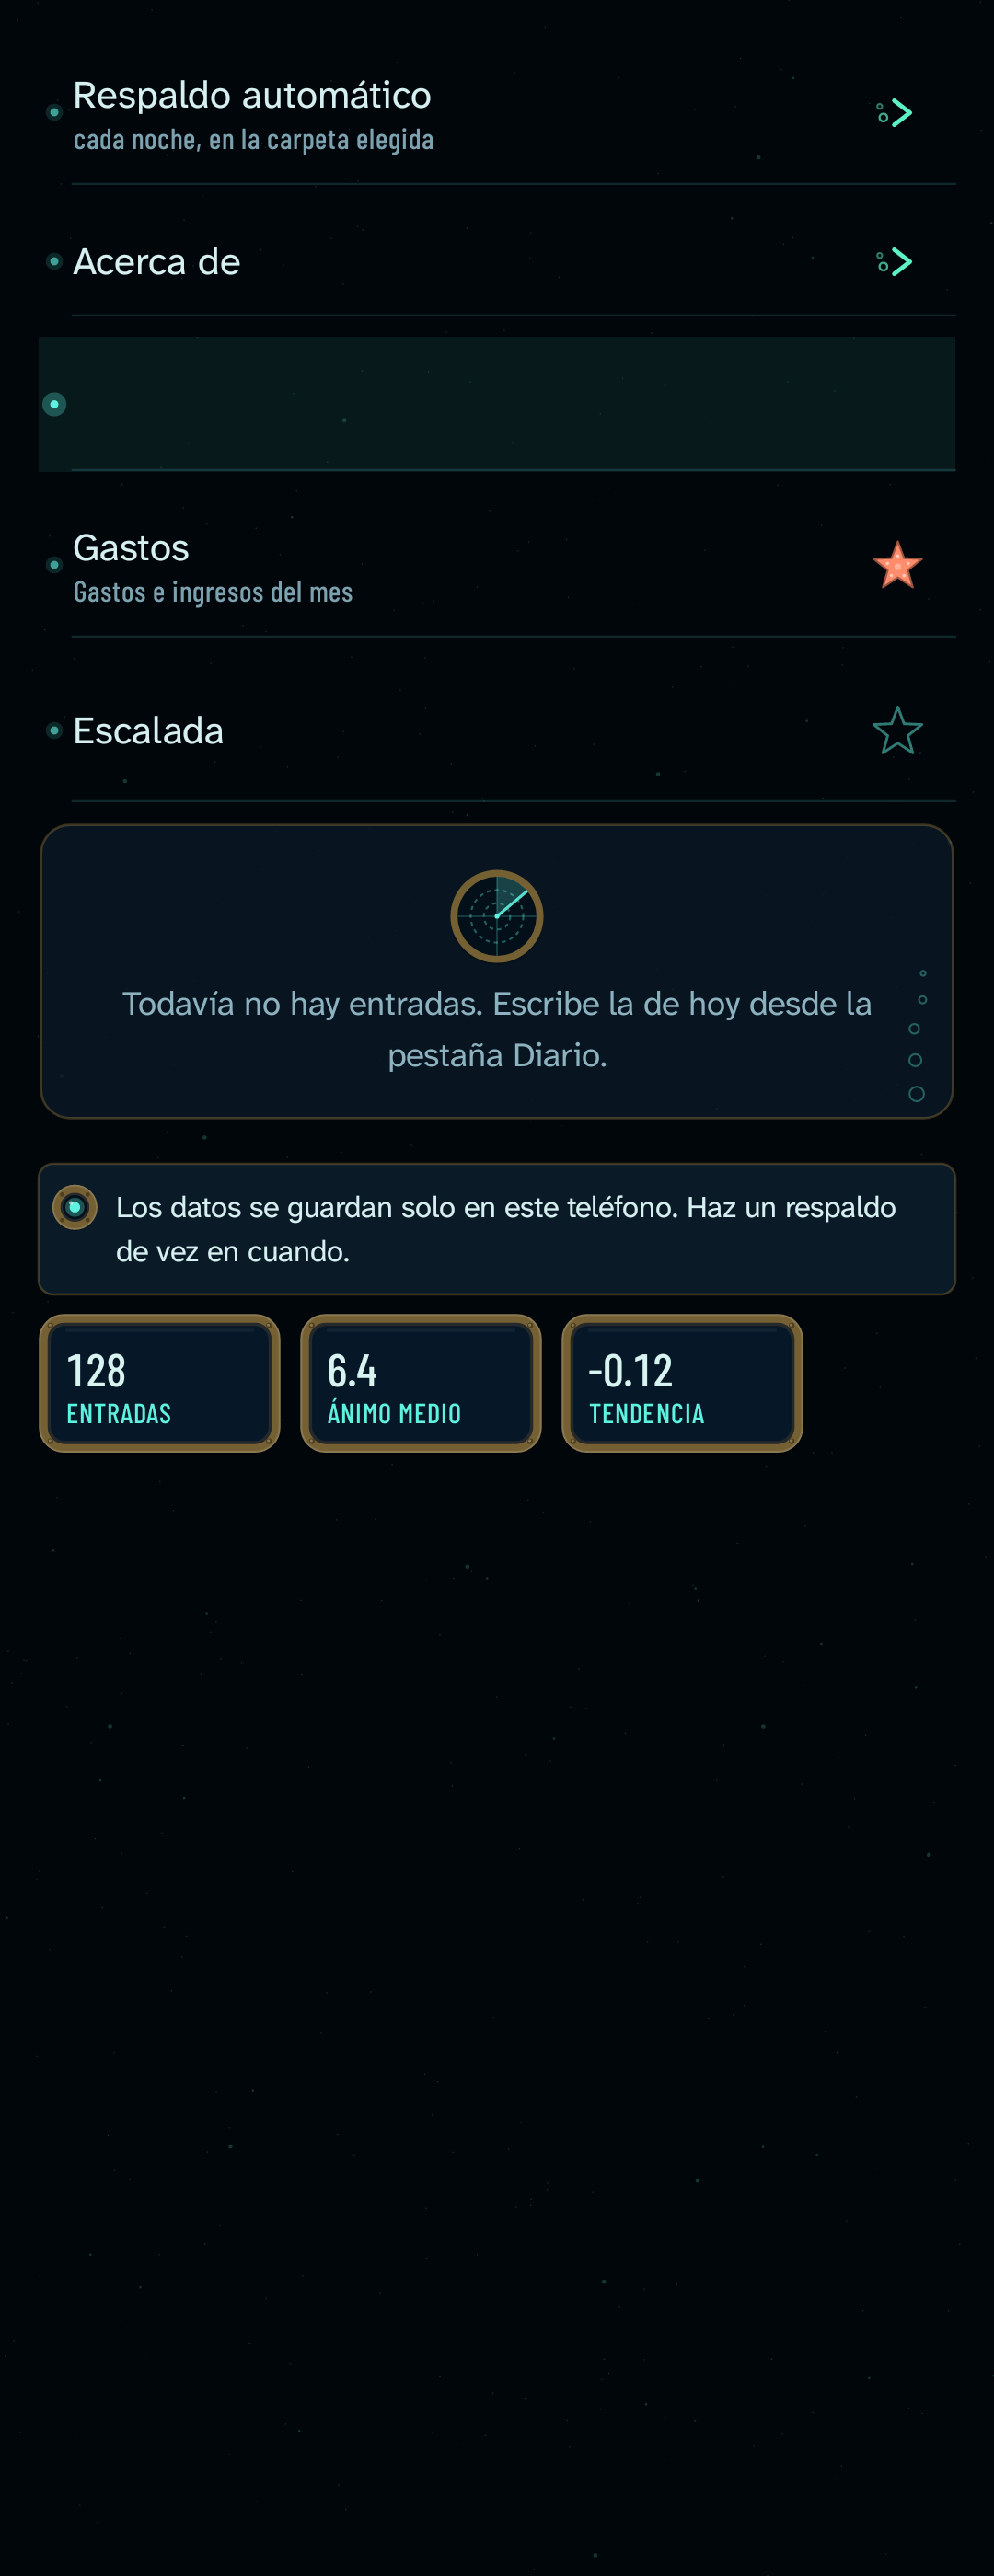 Respaldo automático
cada noche, en la carpeta elegida
Acerca de
Gastos
Gastos e ingresos del mes
Escalada
Todavía no hay entradas. Escribe la de hoy desde la
pestaña Diario.
Los datos se guardan solo en este teléfono. Haz un respaldo
de vez en cuando.
128
ENTRADAS
6.4
ÁNIMO MEDIO
-0.12
TENDENCIA